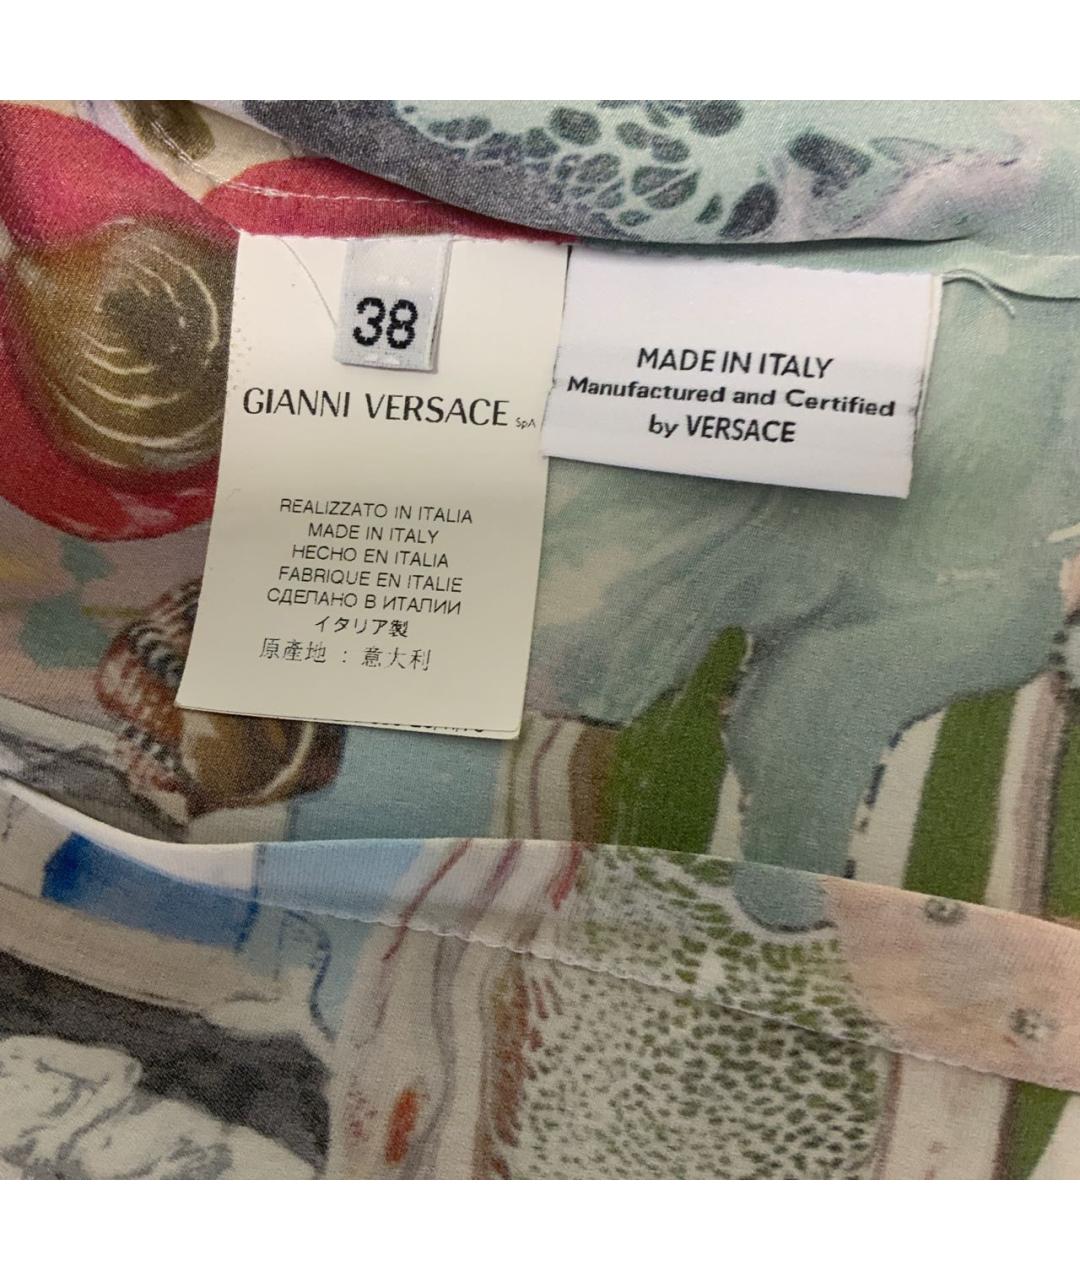 38
GIANNI VERSACE SpA
REALIZZATO IN ITALIA
MADE IN ITALY
HECHO EN ITALIA
FABRIQUE EN ITALIE
СДЕЛАНО В ИТАЛИИ
イタリア製
原產地 : 意大利
MADE IN ITALY
Manufactured and Certified
by VERSACE